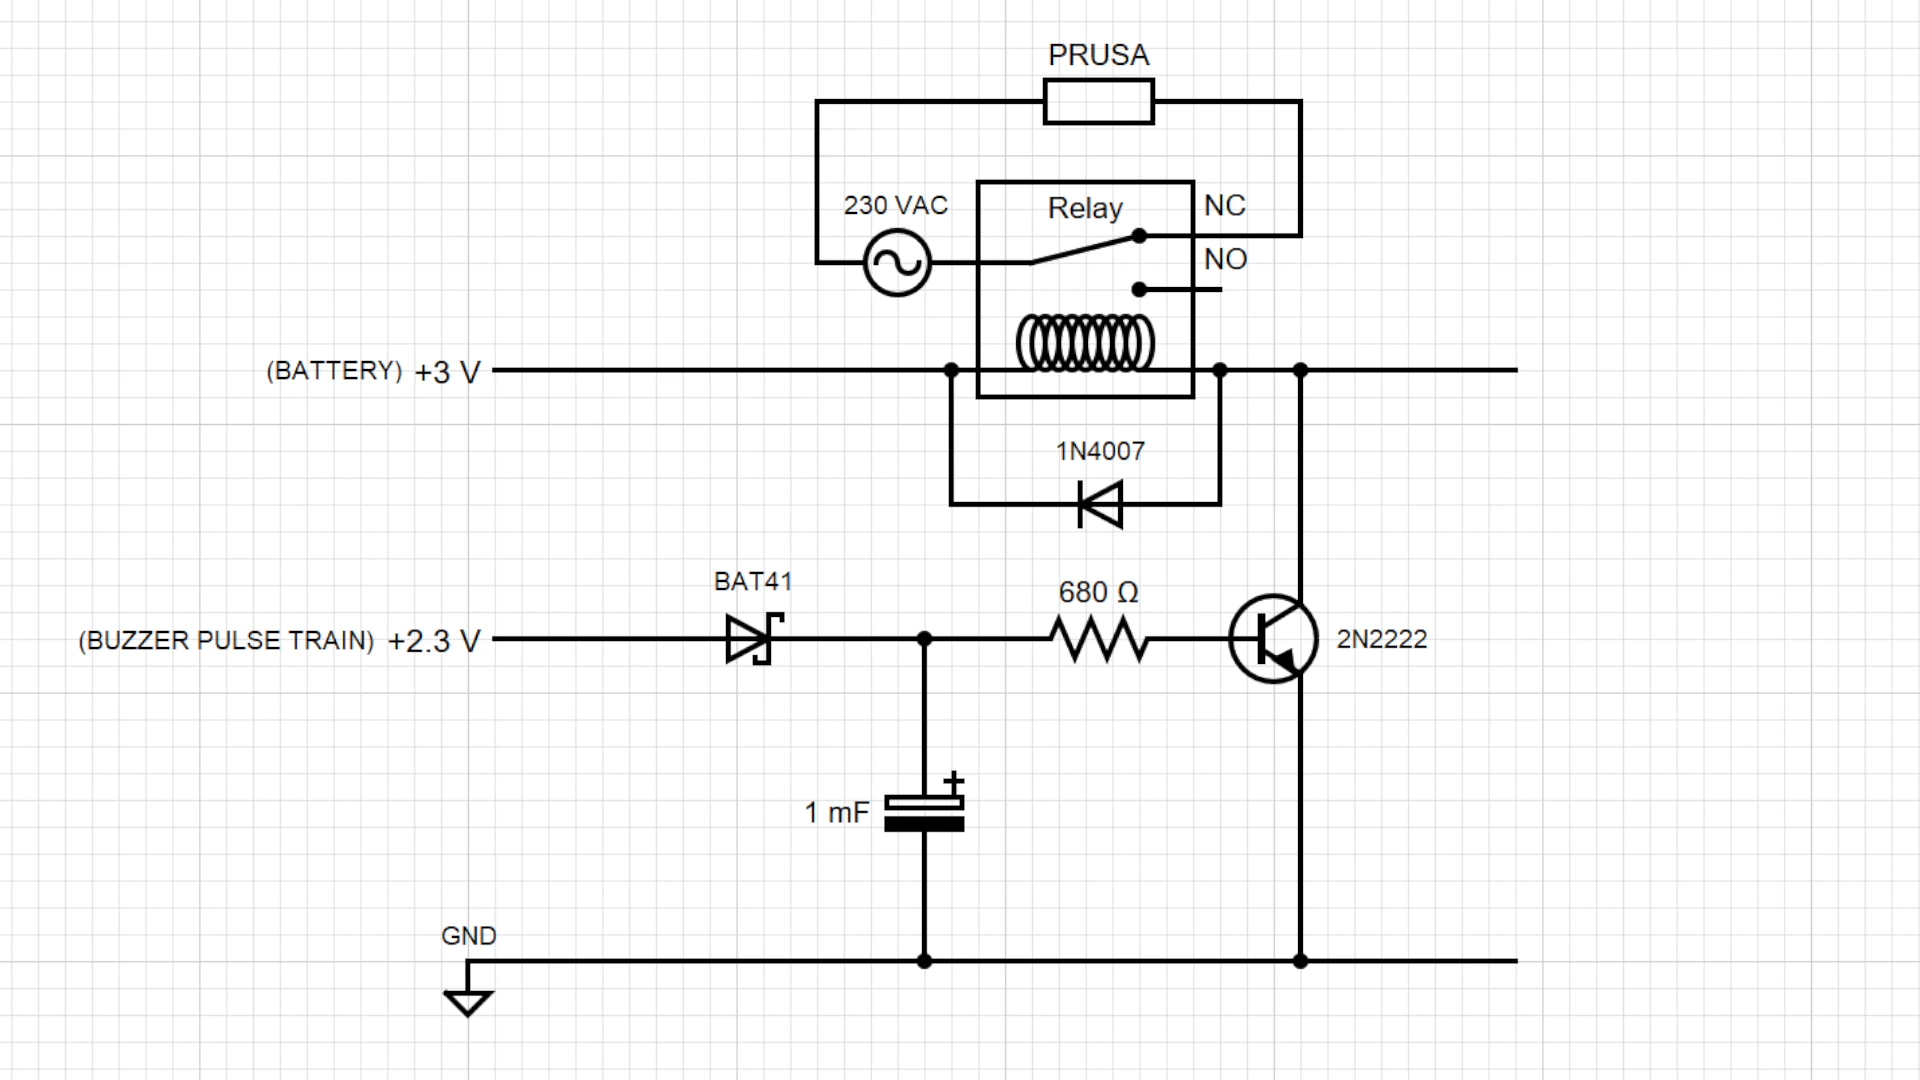 PRUSA
230 VAC
Relay
NC
NO
(BATTERY) +3 V
1N4007
BAT41
680 Ω
(BUZZER PULSE TRAIN) +2.3 V
2N2222
+
1 mF
GND